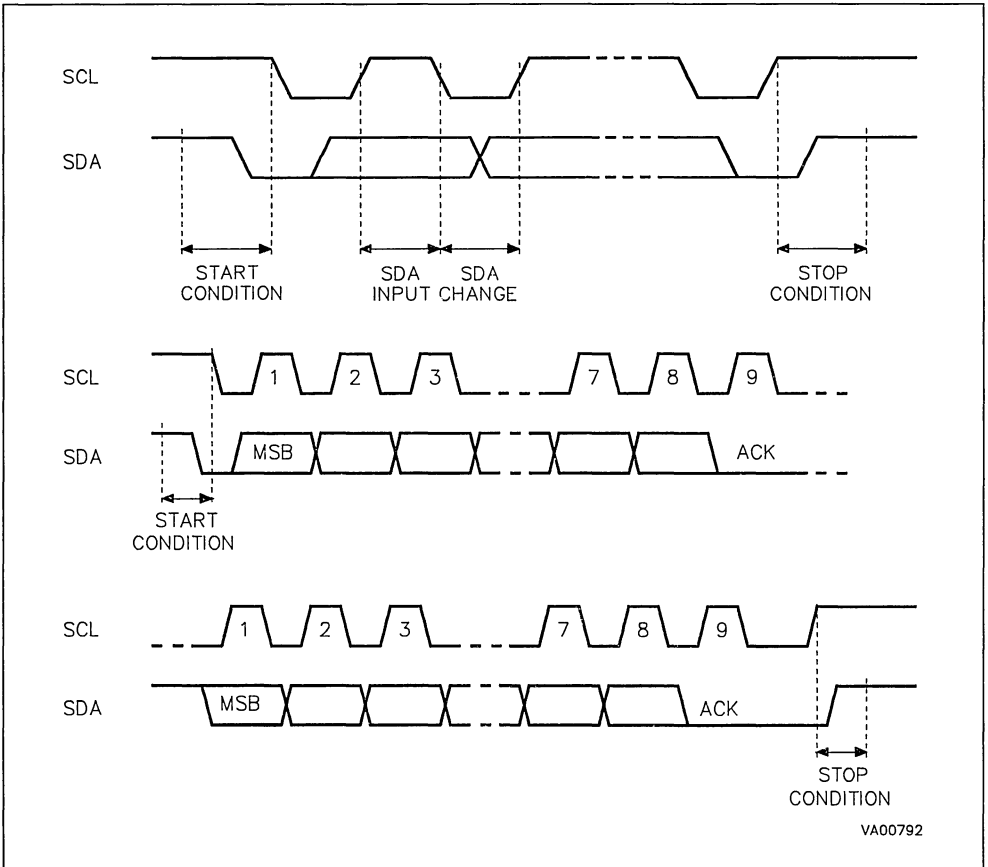 SCL
SDA
START
CONDITION
SDA
INPUT
SDA
CHANGE
STOP
CONDITION
SCL
1 2 3 7 8 9
SDA
MSB
ACK
START
CONDITION
SCL
1 2 3 7 8 9
SDA
MSB
ACK
STOP
CONDITION
VA00792